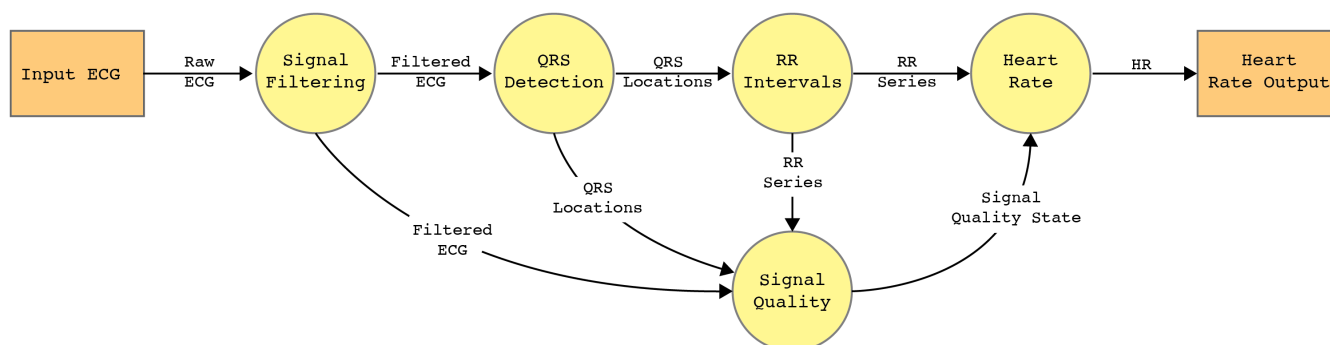 Input ECG
Raw
ECG
Signal
Filtering
Filtered
ECG
QRS
Detection
QRS
Locations
RR
Intervals
RR
Series
Heart
Rate
HR
Heart
Rate Output
RR
Series
QRS
Locations
Signal
Quality State
Filtered
ECG
Signal
Quality